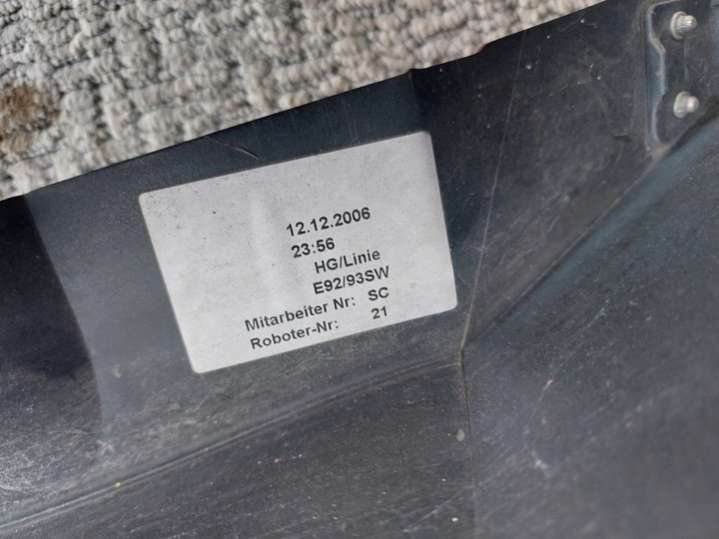 12.12.2006
23:56
HG/Linie
E92/93SW
Mitarbeiter Nr: SC
Roboter-Nr: 21